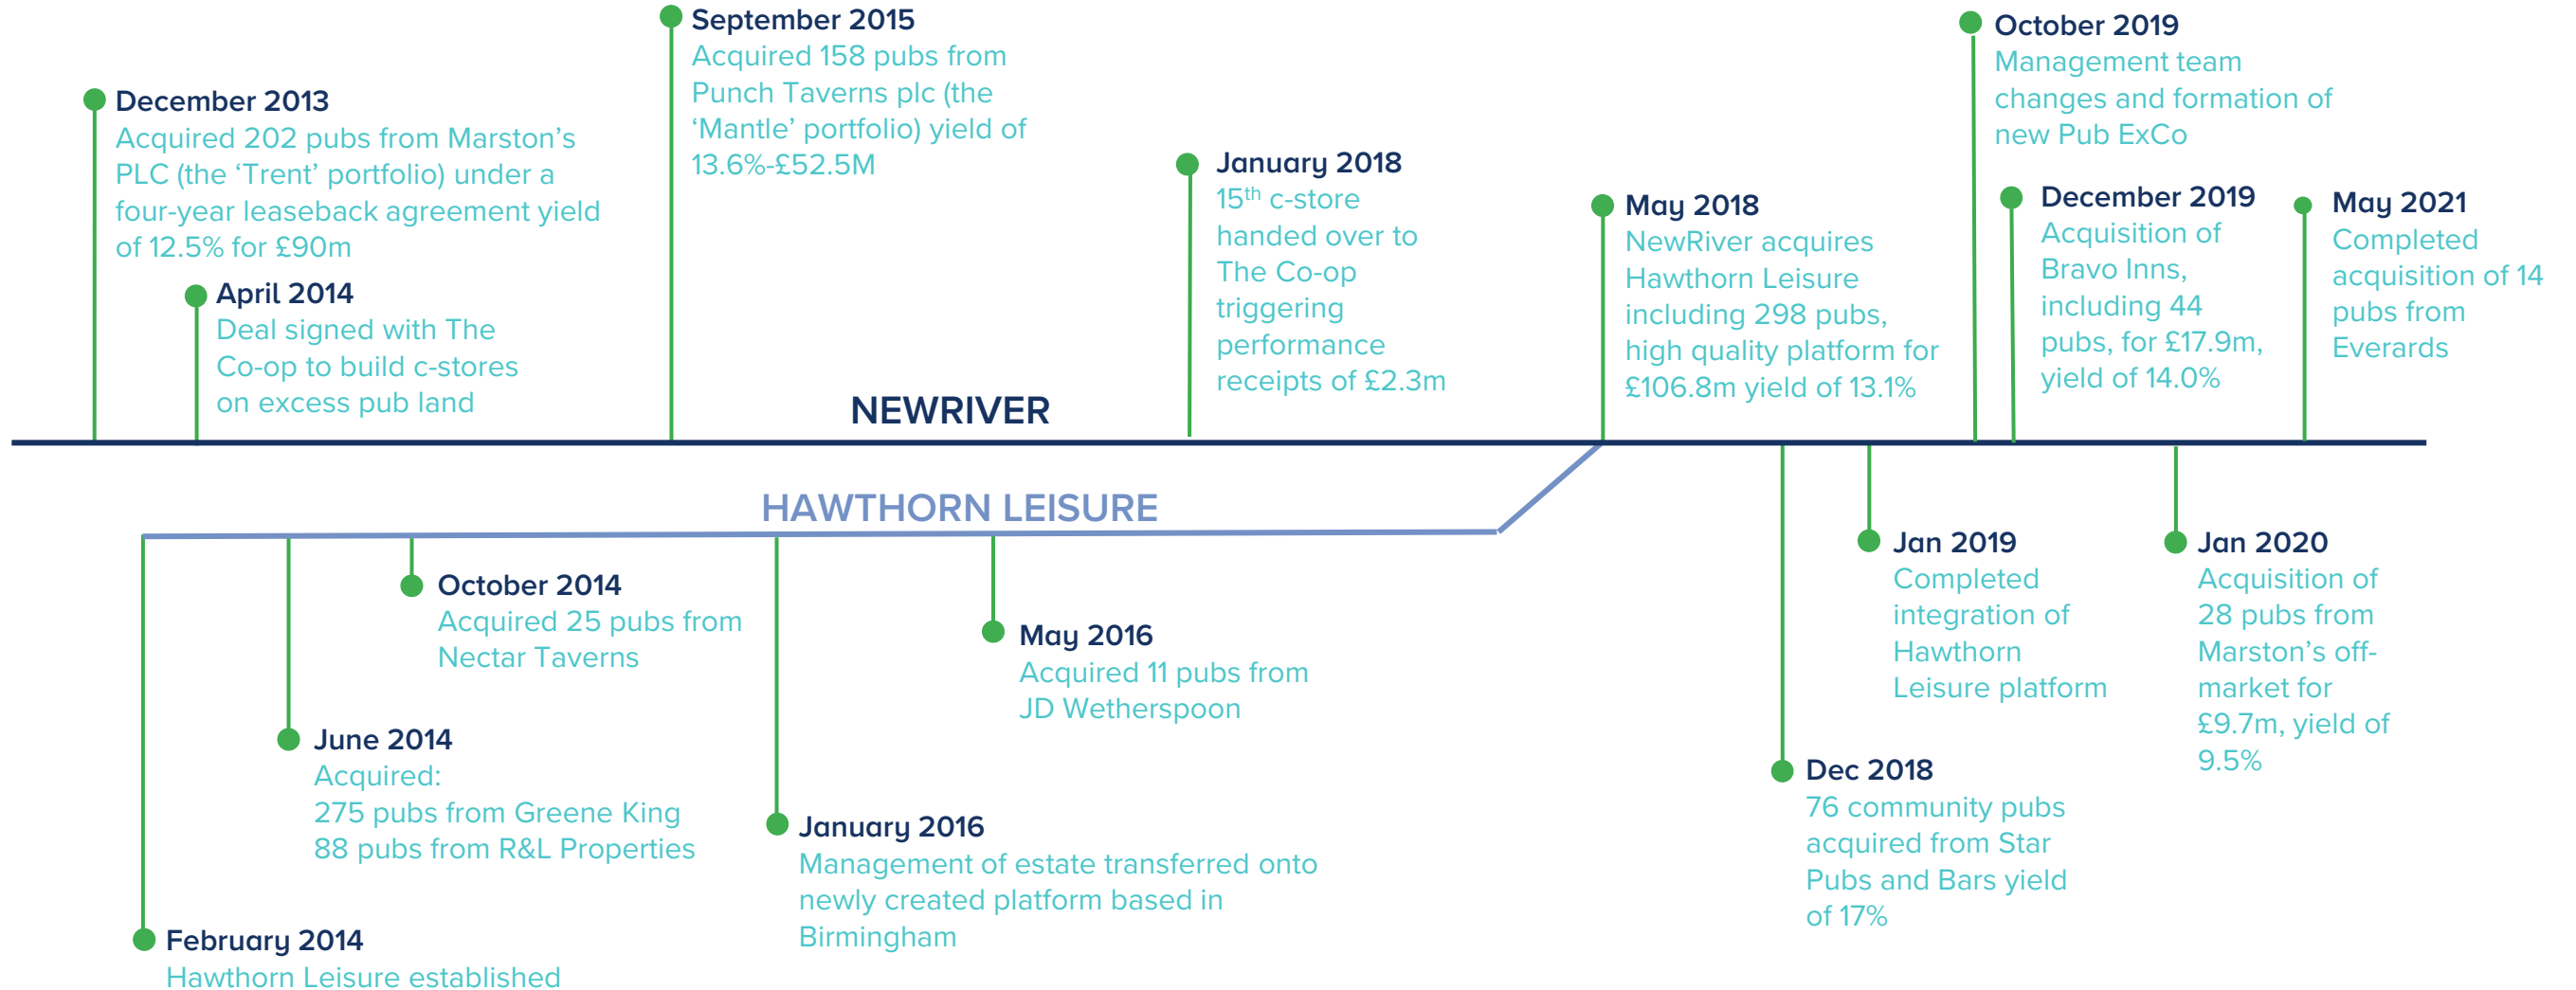 December 2013
Acquired 202 pubs from Marston’s
PLC (the ‘Trent’ portfolio) under a
four-year leaseback agreement yield
of 12.5% for £90m
April 2014
Deal signed with The
Co-op to build c-stores
on excess pub land
September 2015
Acquired 158 pubs from
Punch Taverns plc (the
‘Mantle’ portfolio) yield of
13.6%-£52.5M
January 2018
15th c-store
handed over to
The Co-op
triggering
performance
receipts of £2.3m
May 2018
NewRiver acquires
Hawthorn Leisure
including 298 pubs,
high quality platform for
£106.8m yield of 13.1%
October 2019
Management team
changes and formation of
new Pub ExCo
December 2019
Acquisition of
Bravo Inns,
including 44
pubs, for £17.9m,
yield of 14.0%
May 2021
Completed
acquisition of 14
pubs from
Everards
NEWRIVER
HAWTHORN LEISURE
February 2014
Hawthorn Leisure established
June 2014
Acquired:
275 pubs from Greene King
88 pubs from R&L Properties
October 2014
Acquired 25 pubs from
Nectar Taverns
January 2016
Management of estate transferred onto
newly created platform based in
Birmingham
May 2016
Acquired 11 pubs from
JD Wetherspoon
Dec 2018
76 community pubs
acquired from Star
Pubs and Bars yield
of 17%
Jan 2019
Completed
integration of
Hawthorn
Leisure platform
Jan 2020
Acquisition of
28 pubs from
Marston’s off-
market for
£9.7m, yield of
9.5%